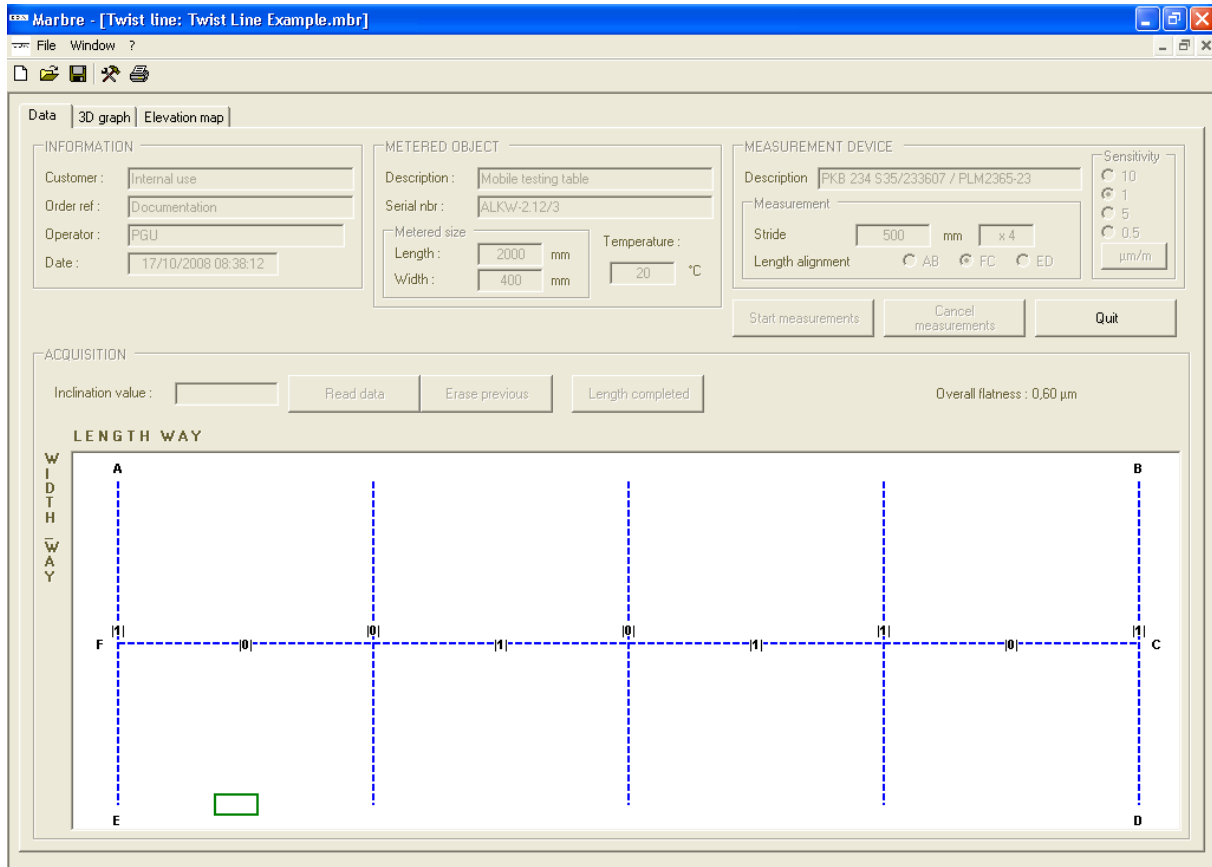 Marbre - [Twist line: Twist Line Example.mbr]
File Window ?
Data 3D graph Elevation map
INFORMATION
Customer : Internal use
Order ref : Documentation
Operator : PGU
Date : 17/10/2008 08:38:12
METERED OBJECT
Description : Mobile testing table
Serial nbr : ALKW-2.12/3
Metered size
Length : 2000 mm
Width : 400 mm
Temperature :
20 °C
MEASUREMENT DEVICE
Description PKB 234 S35/233607 / PLM2365-23
Measurement
Stride 500 mm x 4
Length alignment AB FC ED
Sensitivity
10
1
5
0.5
µm/m
Start measurements
Cancel measurements
Quit
ACQUISITION
Inclination value :
Read data
Erase previous
Length completed
Overall flatness : 0,60 µm
LENGTH WAY
WIDTH WAY
A B
|1| |0| |0| |1| |1|
F |0| |1| |1| |0| C
E D